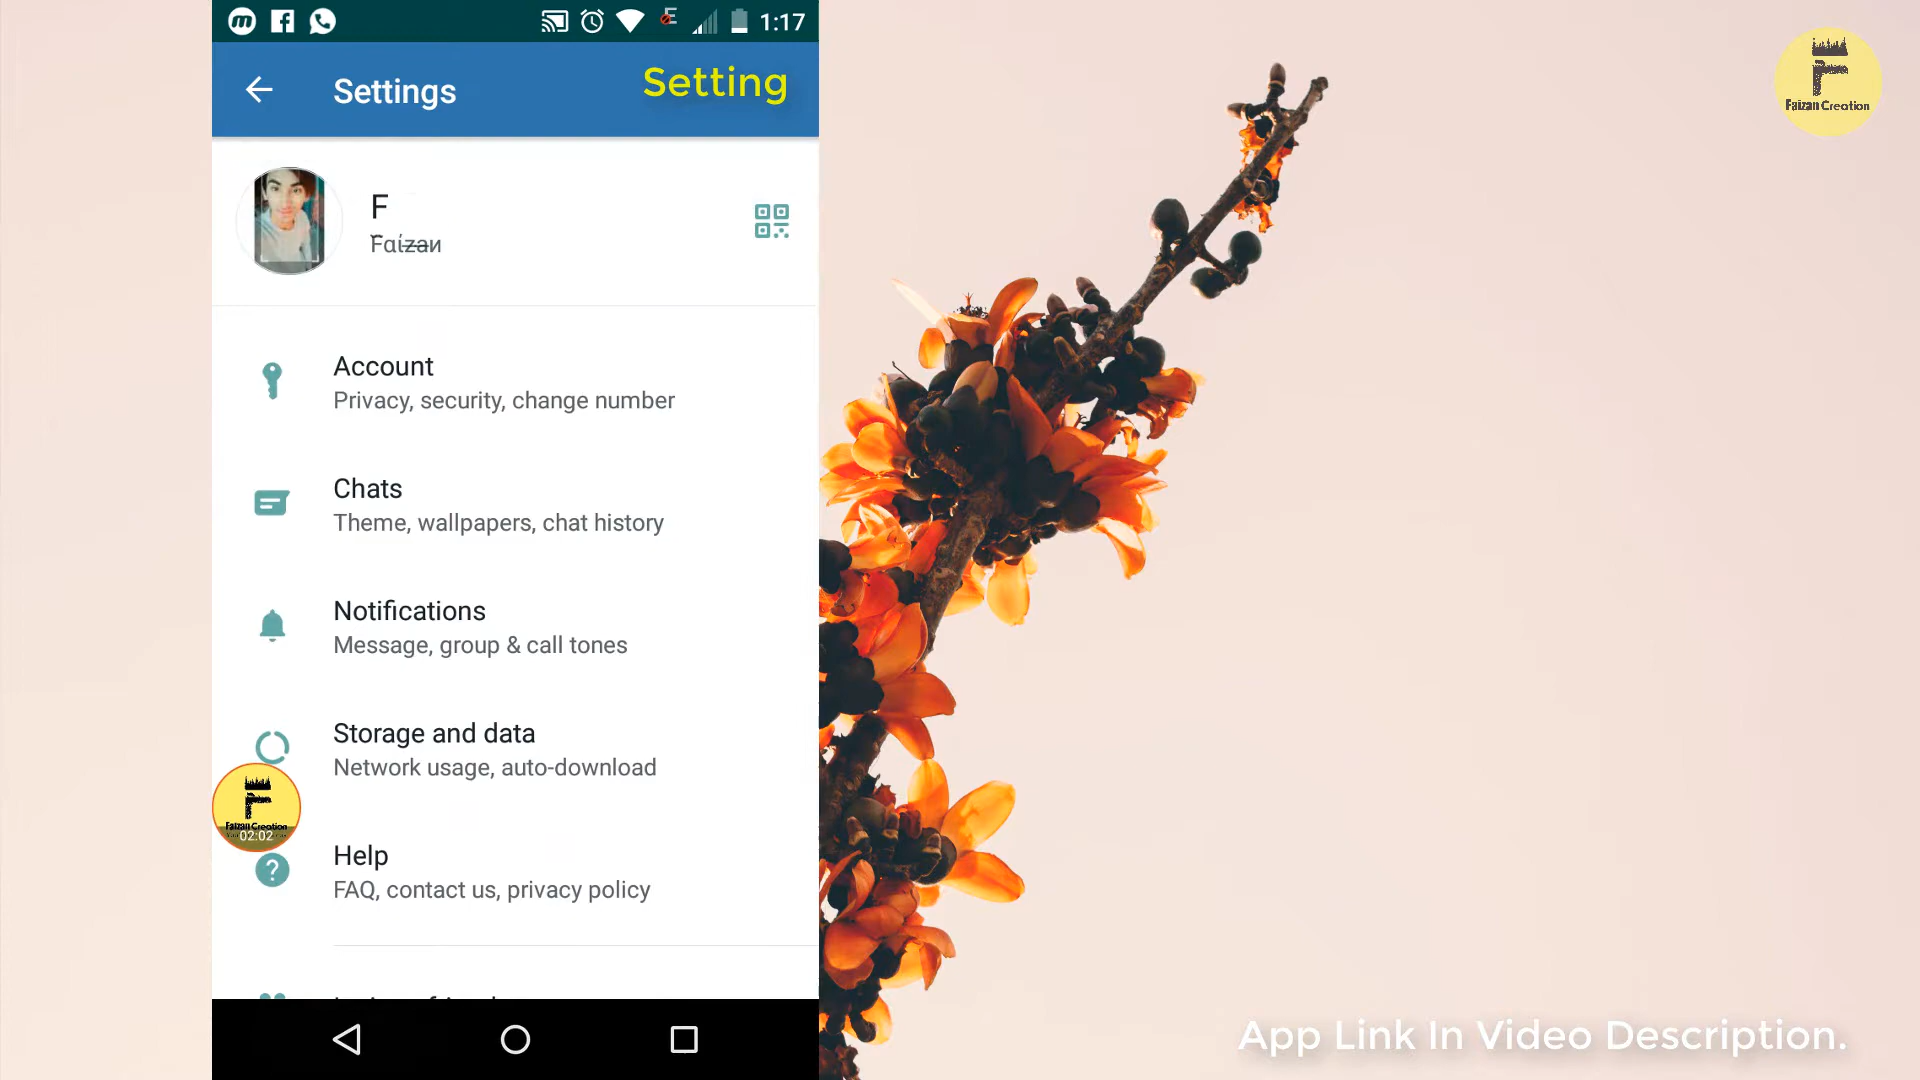 1:17
Settings
Setting
F
Faizan
Account
Privacy, security, change number
Chats
Theme, wallpapers, chat history
Notifications
Message, group & call tones
Storage and data
Network usage, auto-download
Faizan Creation
02:02
Help
FAQ, contact us, privacy policy
Faizan Creation
App Link In Video Description.